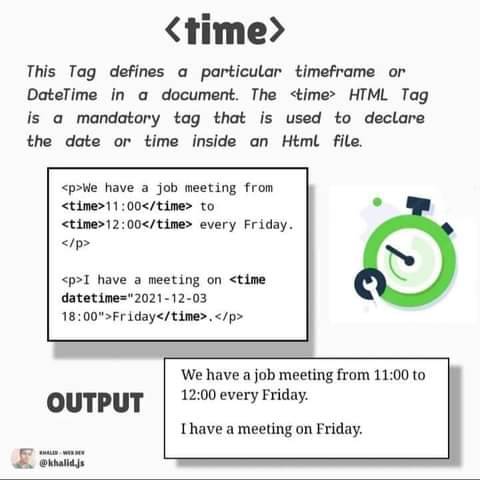 <time>
This Tag defines a particular timeframe or
DateTime in a document. The <time> HTML Tag
is a mandatory tag that is used to declare
the date or time inside an Html file.
<p>We have a job meeting from
<time>11:00</time> to
<time>12:00</time> every Friday.
</p>
<p>I have a meeting on <time
datetime="2021-12-03
18:00">Friday</time>.</p>
OUTPUT
We have a job meeting from 11:00 to
12:00 every Friday.
I have a meeting on Friday.
KHALID - WEB DEV
@khalid.js